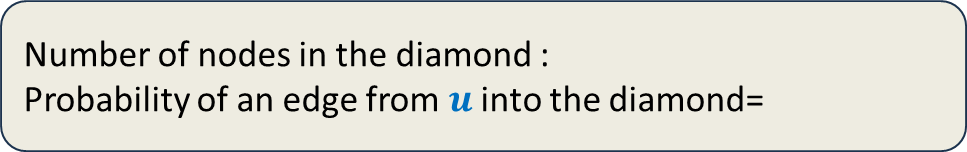 Number of nodes in the diamond :
Probability of an edge from u into the diamond=